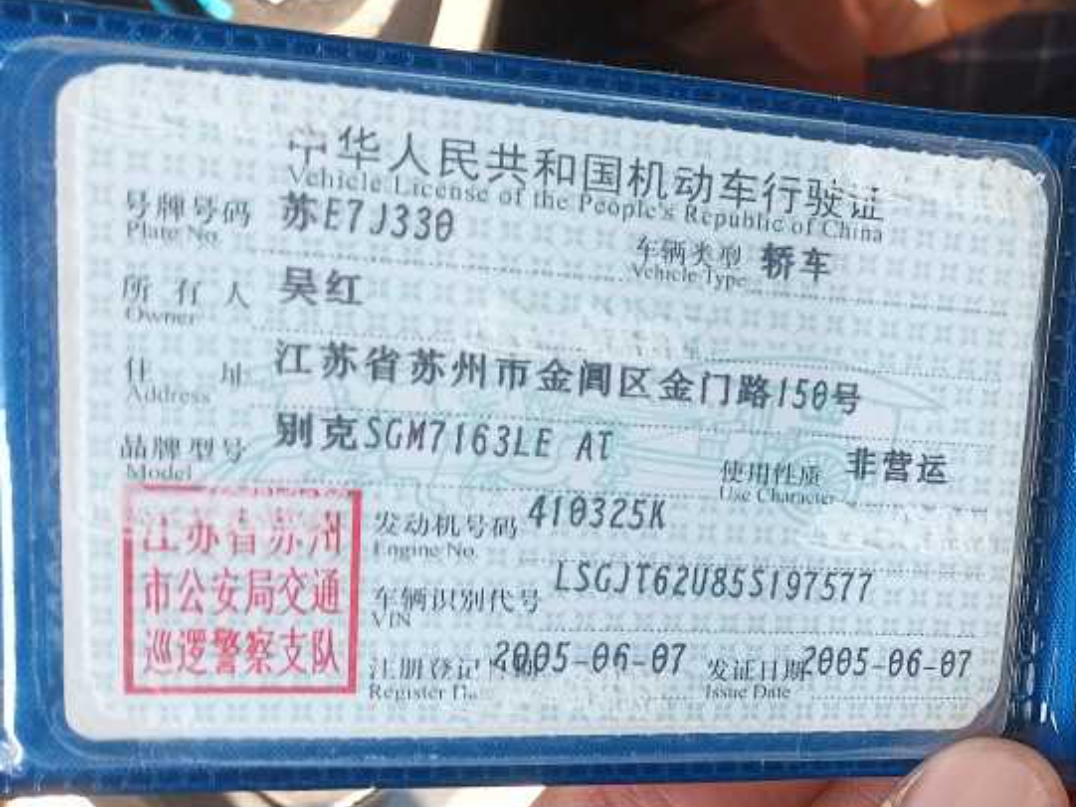 中华人民共和国机动车行驶证
Vehicle License of the People's Republic of China
号牌号码 苏E7J330 车辆类型 轿车
Plate No. Vehicle Type
所有人 吴红
Owner
住址 江苏省苏州市金阊区金门路150号
Address
品牌型号 别克SGM7163LE AT 使用性质 非营运
Model Use Character
江苏省苏州
市公安局交通
巡逻警察支队
发动机号码 410325K
Engine No.
车辆识别代号 LSGJT62U85S197577
VIN
注册登记日期 2005-06-07 发证日期 2005-06-07
Register Issue Date